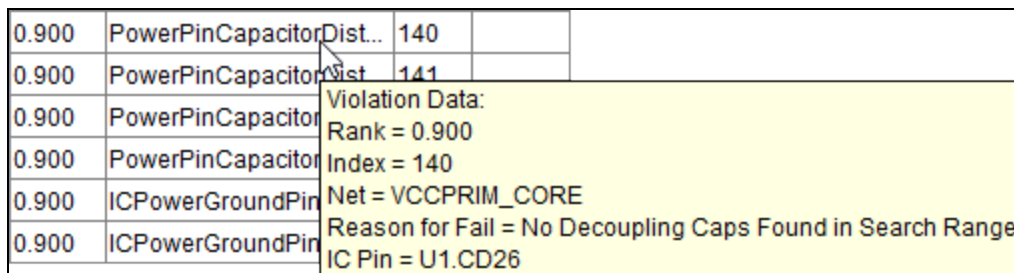 0.900 PowerPinCapacitorDist... 140
0.900 PowerPinCapacitorDist... 141
0.900 PowerPinCapacitor
0.900 PowerPinCapacitor
0.900 ICPowerGroundPin
0.900 ICPowerGroundPin
Violation Data:
Rank = 0.900
Index = 140
Net = VCCPRIM_CORE
Reason for Fail = No Decoupling Caps Found in Search Range
IC Pin = U1.CD26